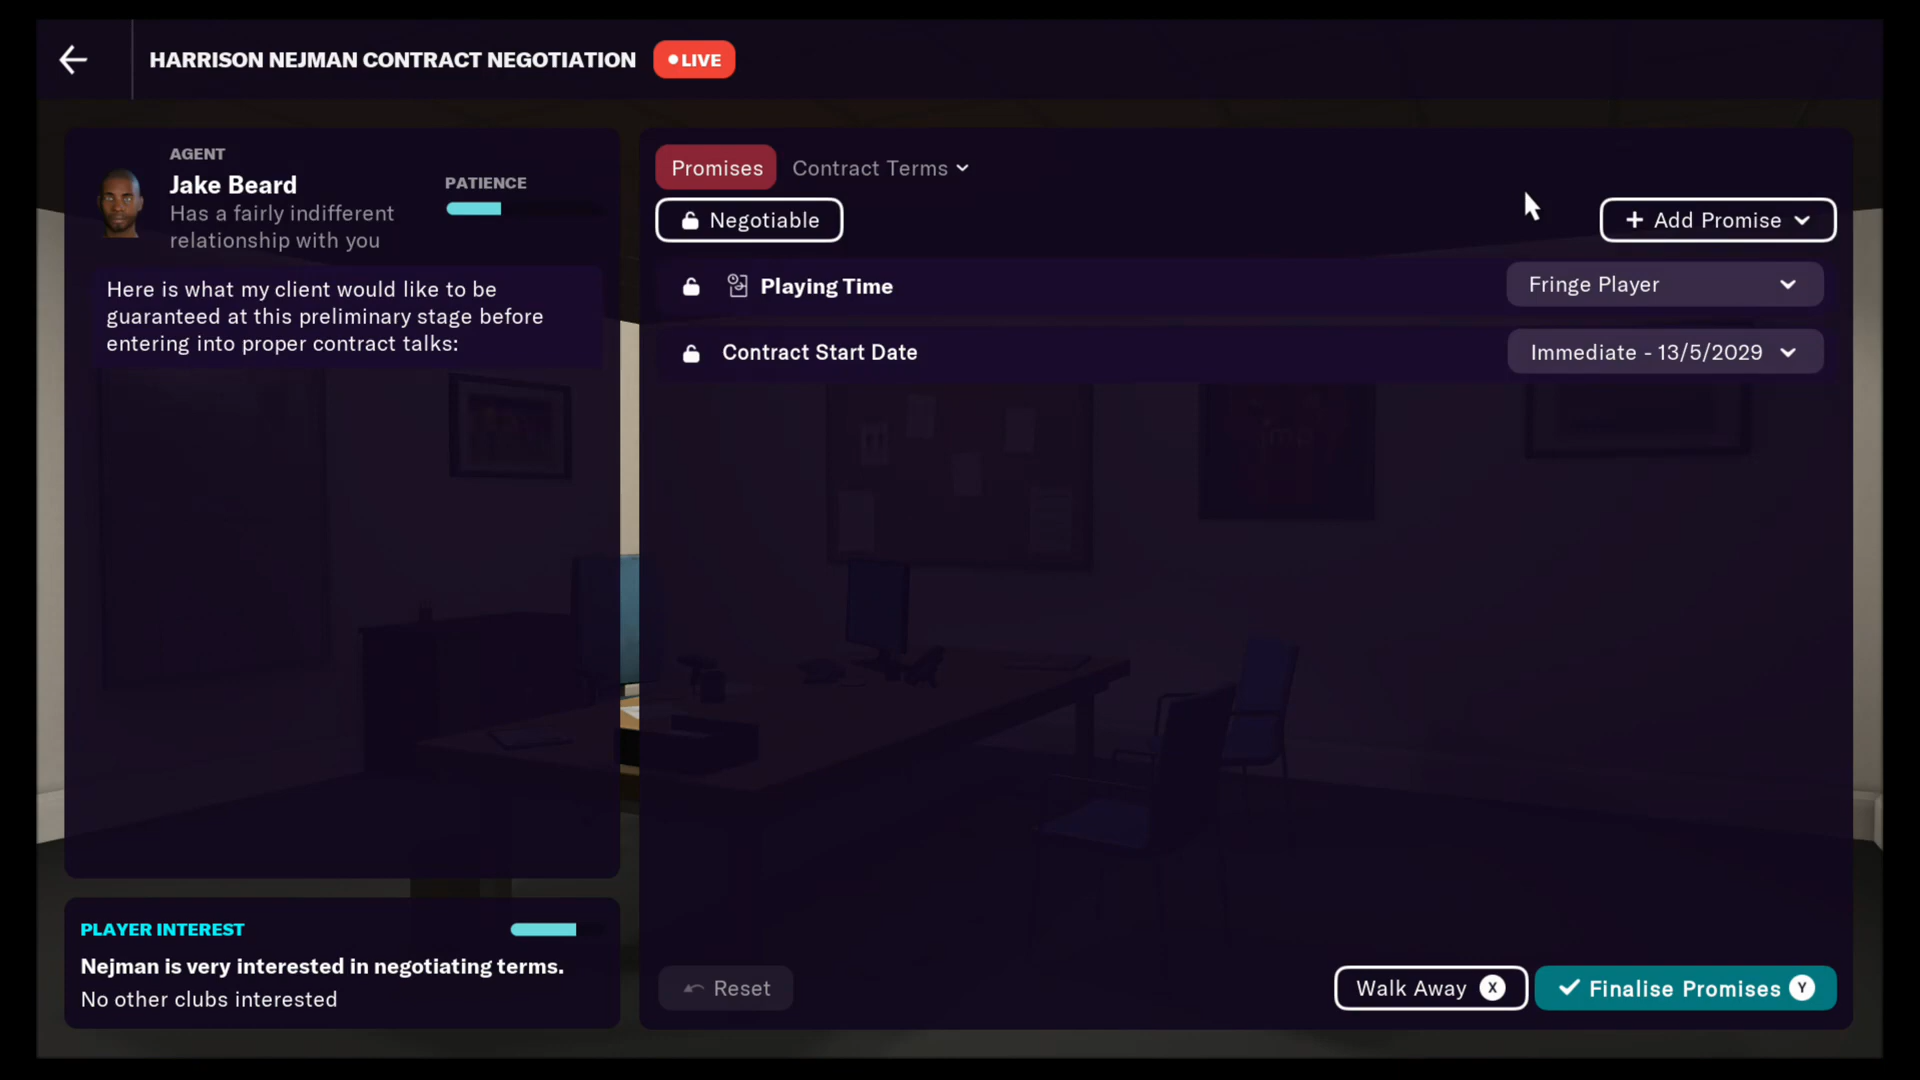 HARRISON NEJMAN CONTRACT NEGOTIATION
LIVE
AGENT
Jake Beard
Has a fairly indifferent
relationship with you
PATIENCE
Here is what my client would like to be
guaranteed at this preliminary stage before
entering into proper contract talks:
PLAYER INTEREST
Nejman is very interested in negotiating terms.
No other clubs interested
Promises
Contract Terms
Negotiable
+ Add Promise
Playing Time
Fringe Player
Contract Start Date
Immediate - 13/5/2029
Reset
Walk Away X
Finalise Promises Y